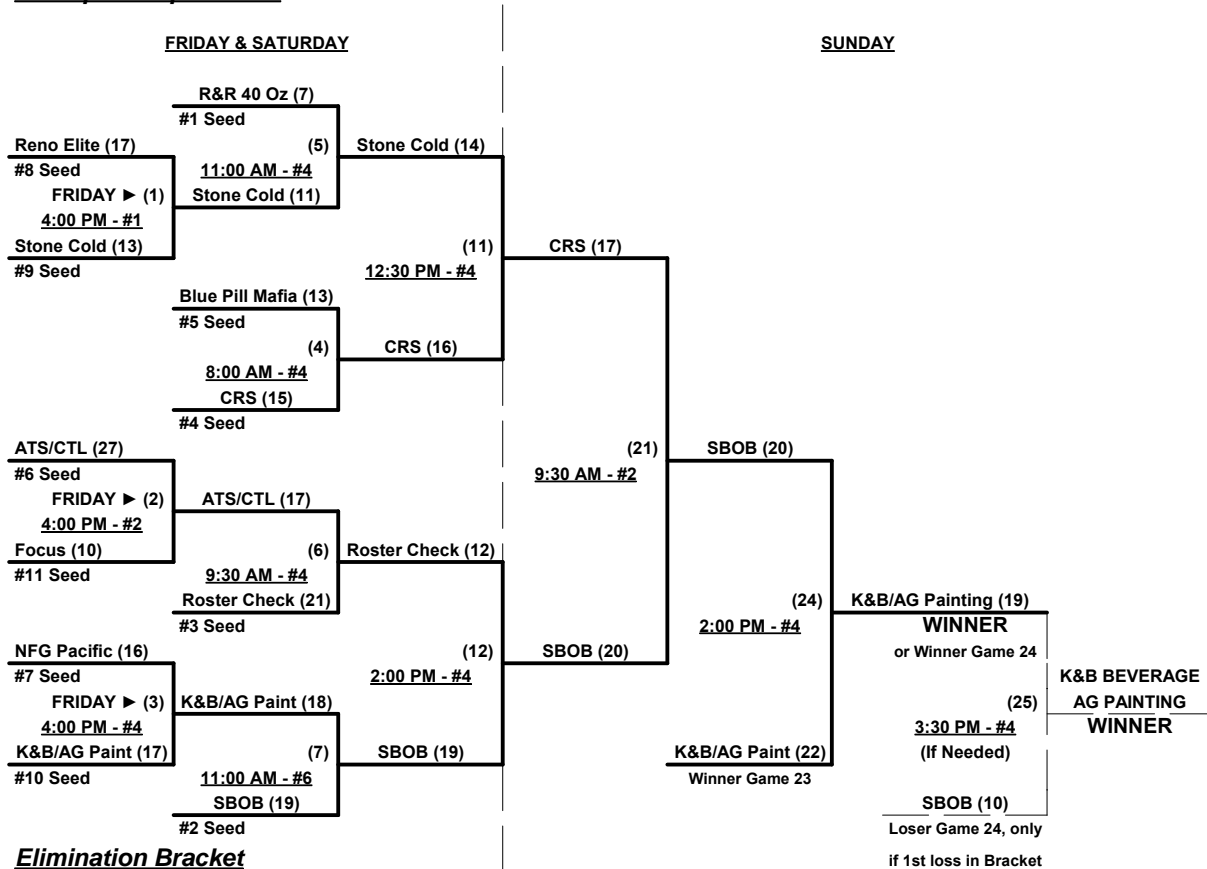 FRIDAY & SATURDAY
SUNDAY
R&R 40 Oz (7)
#1 Seed
Reno Elite (17)
(5)
Stone Cold (14)
#8 Seed
11:00 AM - #4
FRIDAY ► (1)
Stone Cold (11)
4:00 PM - #1
Stone Cold (13)
(11)
CRS (17)
#9 Seed
12:30 PM - #4
Blue Pill Mafia (13)
#5 Seed
(4)
CRS (16)
8:00 AM - #4
CRS (15)
#4 Seed
ATS/CTL (27)
(21)
SBOB (20)
#6 Seed
9:30 AM - #2
FRIDAY ► (2)
ATS/CTL (17)
4:00 PM - #2
Focus (10)
(6)
Roster Check (12)
#11 Seed
9:30 AM - #4
Roster Check (21)
(24)
K&B/AG Painting (19)
#3 Seed
2:00 PM - #4
WINNER
NFG Pacific (16)
(12)
SBOB (20)
or Winner Game 24
#7 Seed
2:00 PM - #4
K&B BEVERAGE
FRIDAY ► (3)
K&B/AG Paint (18)
(25)
AG PAINTING
4:00 PM - #4
3:30 PM - #4
WINNER
K&B/AG Paint (17)
(7)
SBOB (19)
K&B/AG Paint (22)
(If Needed)
#10 Seed
11:00 AM - #6
Winner Game 23
SBOB (19)
SBOB (10)
#2 Seed
Loser Game 24, only
Elimination Bracket
if 1st loss in Bracket